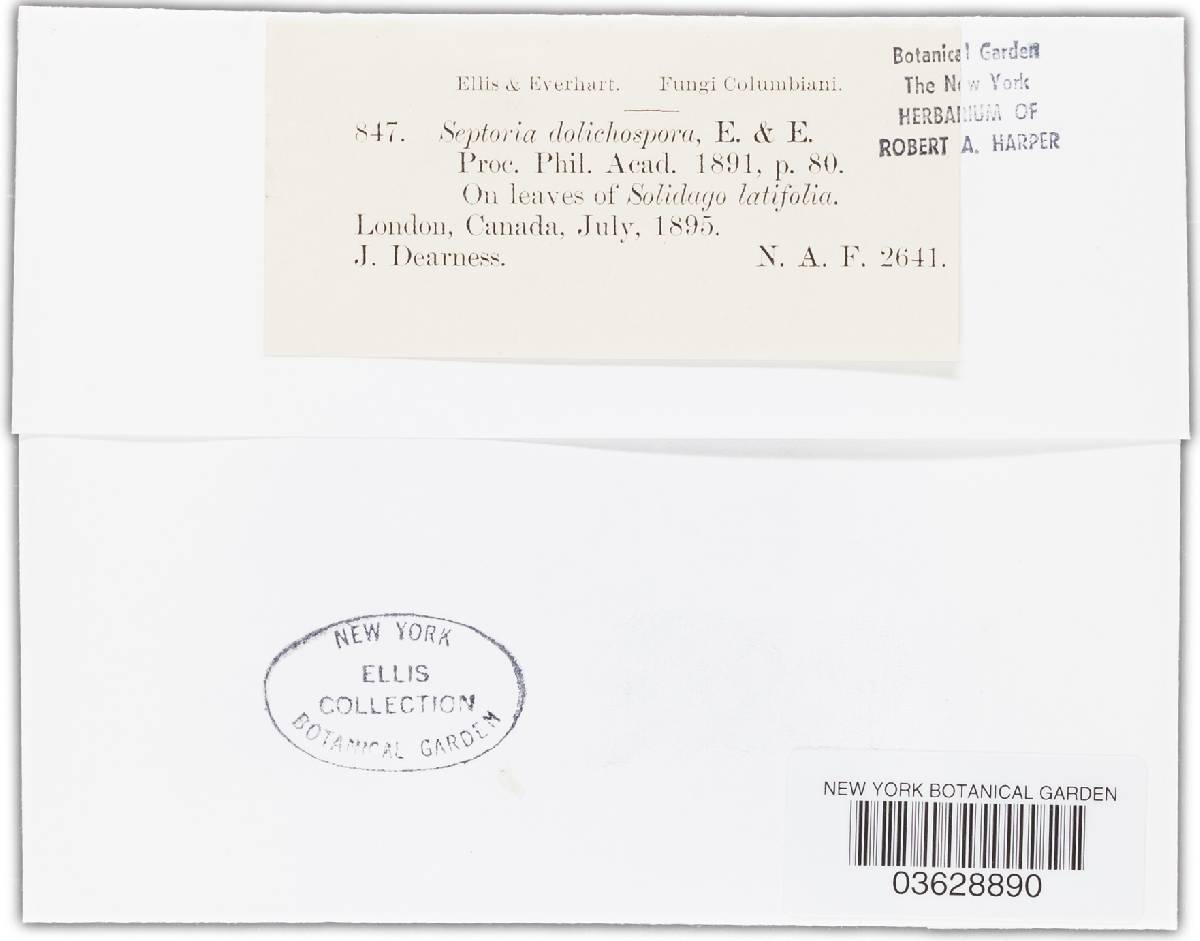 Ellis & Everhart. Fungi Columbiani.
847. Septoria dolichospora, E. & E.
Proc. Phil. Acad. 1891, p. 80.
On leaves of Solidago latifolia.
London, Canada, July, 1895.
J. Dearness. N. A. F. 2641.
Botanical Garden
The New York
HERBARIUM OF
ROBERT A. HARPER
NEW YORK
ELLIS
COLLECTION
BOTANICAL GARDEN
NEW YORK BOTANICAL GARDEN
03628890